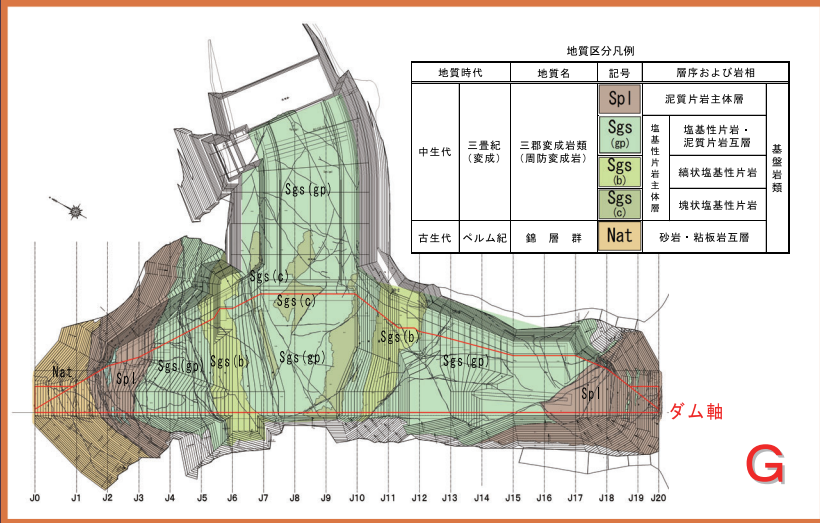 地質区分凡例
地質時代 地質名 記号 層序および岩相
中生代 三畳紀 (変成) 三郡変成岩類 (周防変成岩) Spl 泥質片岩主体層 基盤岩類
Sgs (gp) 塩基性片岩主体層 塩基性片岩・泥質片岩互層
Sgs (b) 縞状塩基性片岩
Sgs (c) 塊状塩基性片岩
古生代 ペルム紀 錦層群 Nat 砂岩・粘板岩互層
Sgs(gp)
Sgs(c)
Sgs(c)
Sgs(b)
Nat Spl Sgs(gp) Sgs(b) Sgs(gp) Sgs(gp)
Spl
ダム軸
G
J0 J1 J2 J3 J4 J5 J6 J7 J8 J9 J10 J11 J12 J13 J14 J15 J16 J17 J18 J19 J20